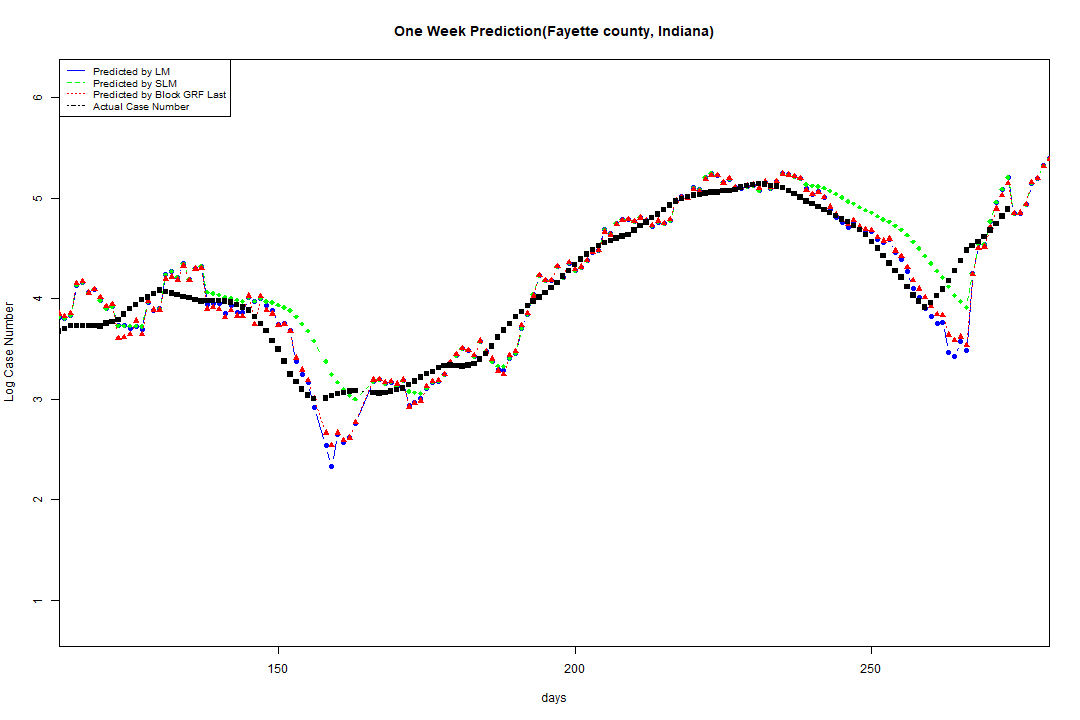 One Week Prediction(Fayette county, Indiana)
Predicted by LM
Predicted by SLM
Predicted by Block GRF Last
Actual Case Number
6
5
4
3
2
1
Log Case Number
150
200
250
days